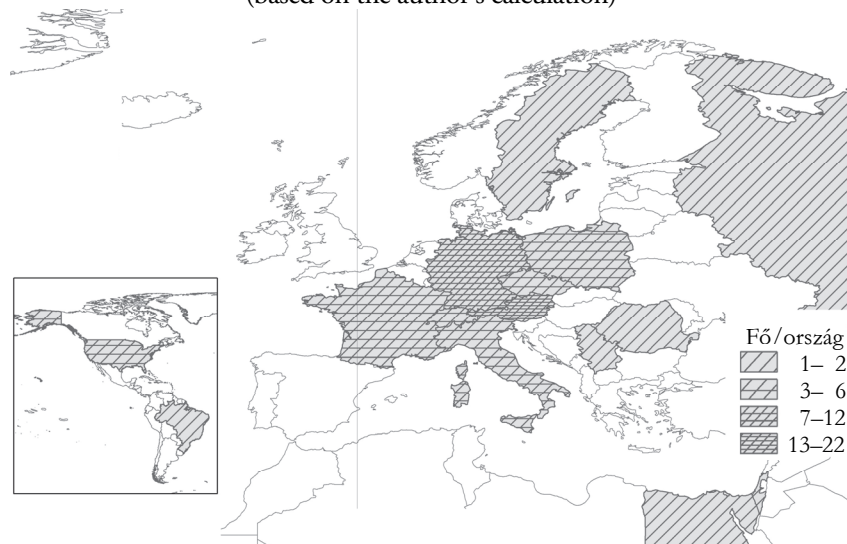 (based on the author's calculation)
Fő/ország
1– 2
3– 6
7–12
13–22